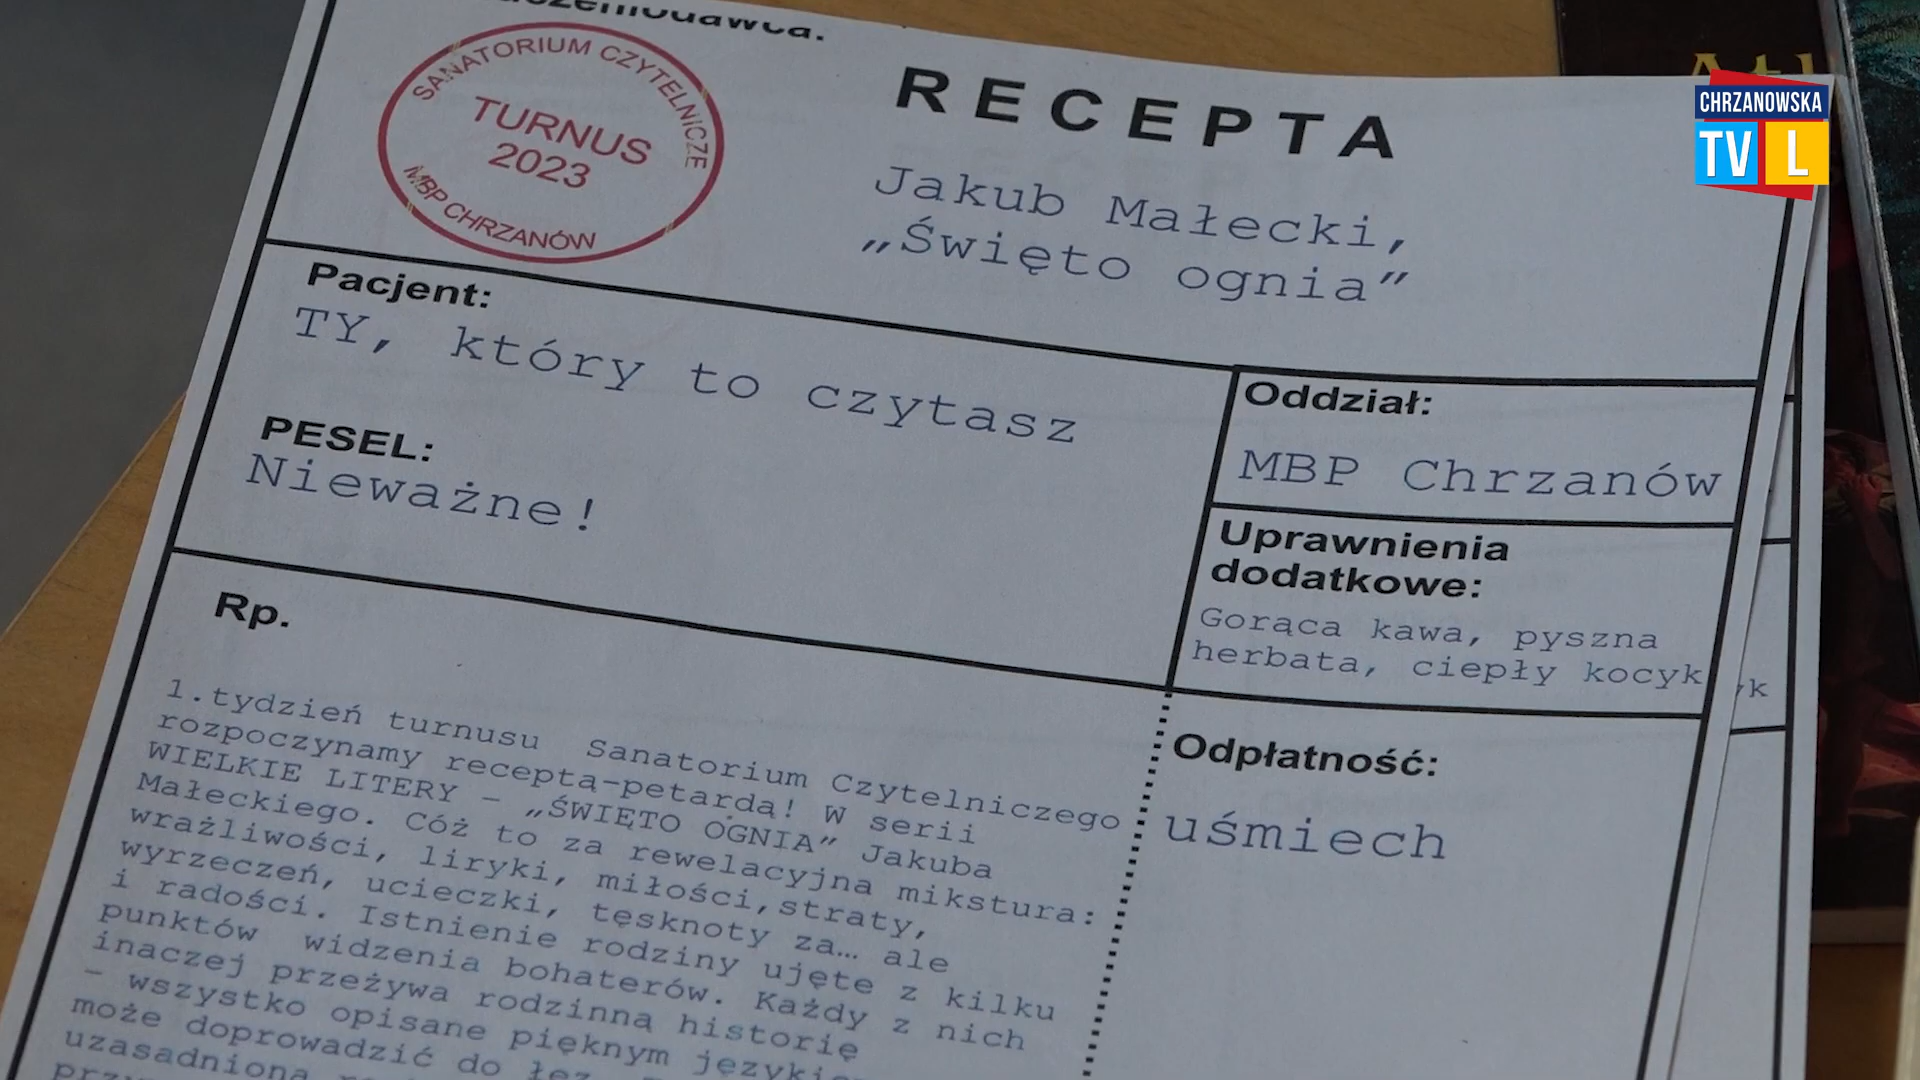 SANATORIUM CZYTELNICZE
TURNUS
2023
MBP CHRZANÓW
RECEPTA
Jakub Małecki,
„Święto ognia”
CHRZANOWSKA
TV L
Pacjent:
TY, który to czytasz
PESEL:
Nieważne!
Oddział:
MBP Chrzanów
Uprawnienia
dodatkowe:
Gorąca kawa, pyszna
herbata, ciepły kocyk
Rp.
1.tydzień turnusu Sanatorium Czytelniczego
rozpoczynamy recepta-petardą! W serii
WIELKIE LITERY – „ŚWIĘTO OGNIA” Jakuba
Małeckiego. Cóż to za rewelacyjna mikstura:
wrażliwości, liryki, miłości,straty,
wyrzeczeń, ucieczki, tęsknoty za… ale
i radości. Istnienie rodziny ujęte z kilku
punktów widzenia bohaterów. Każdy z nich
inaczej przeżywa rodzinną historię
– wszystko opisane pięknym
może doprowadzić do łez
uzasadniona
Odpłatność:
uśmiech